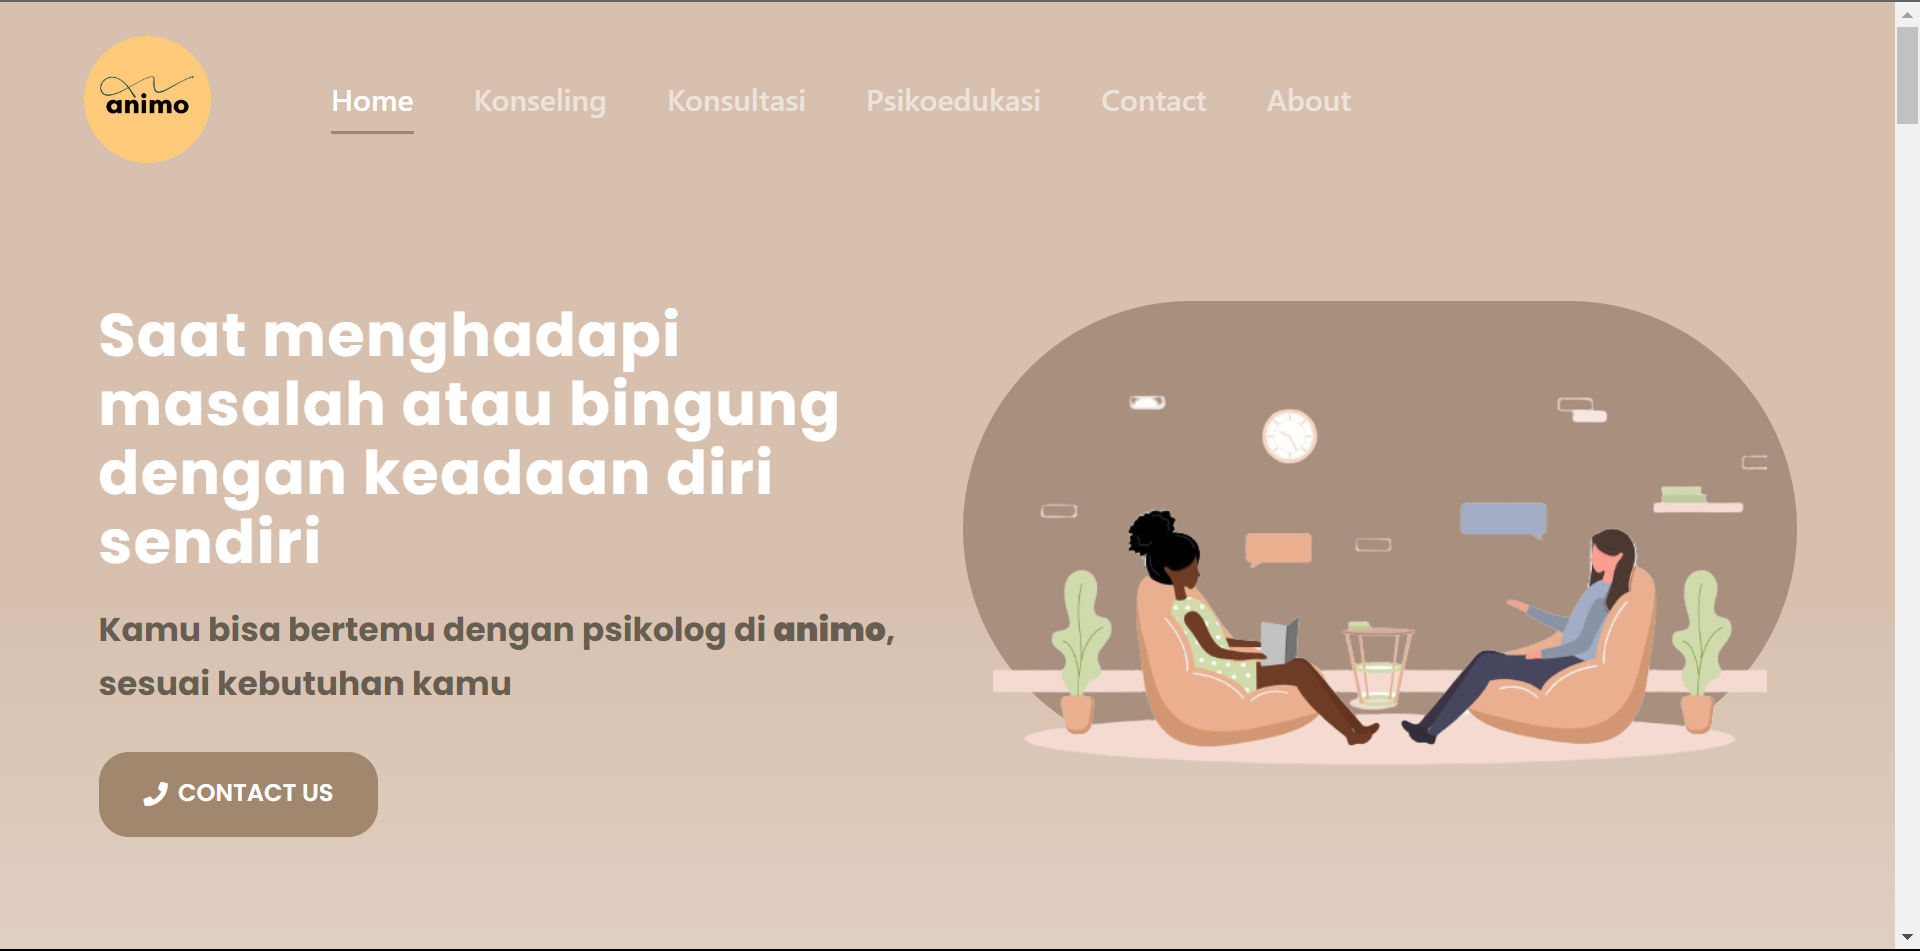 animo
Home
Konseling
Konsultasi
Psikoedukasi
Contact
About
Saat menghadapi
masalah atau bingung
dengan keadaan diri
sendiri
Kamu bisa bertemu dengan psikolog di animo,
sesuai kebutuhan kamu
CONTACT US